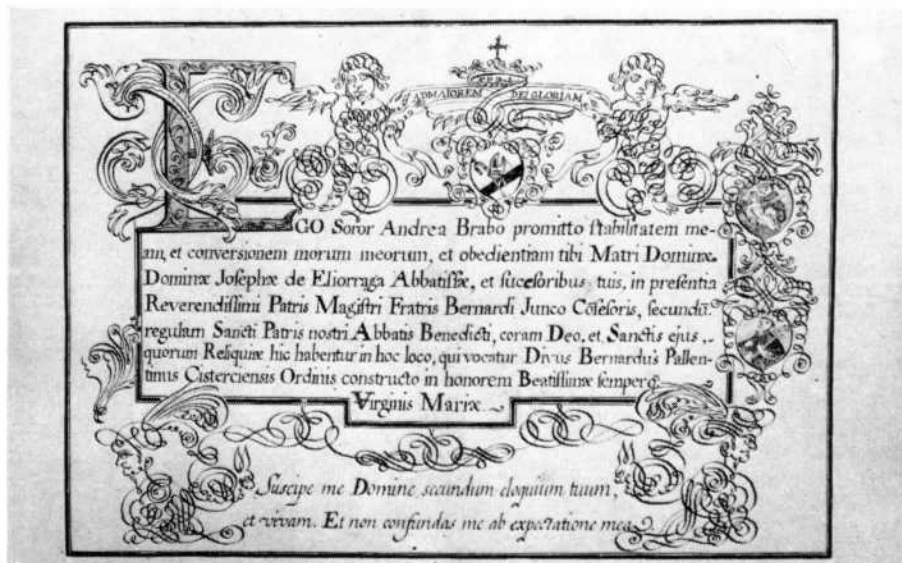 AD MAIOREM DEI GLORIAM
EGO Soror Andrea Brabo promitto ſtabilitatem me-
am, et converſionem morum meorum, et obedientiam tibi Matri Dominæ.
Dominæ Joſephæ de Eliorraga Abbatiſſæ, et ſuceſoribus tuis, in preſentia
Reverendiſſimi Patris Magiſtri Fratris Bernardi Junco Cõfeſoris, ſecundũ.
regulam Sancti Patris noſtri Abbatis Benedicti, coram Deo, et Sanctis ejus,
quorum Reliquiæ hic habentur in hoc loco, qui vocatur Divus Bernardus Pallen-
tinus Ciſtercienſis Ordinis conſtructo in honorem Beatiſſimæ ſemper q̃.
Virginis Mariæ.
Suscipe me Domine, secundum eloquium tuum,
et vivam. Et non confundas me ab expectatione mea.